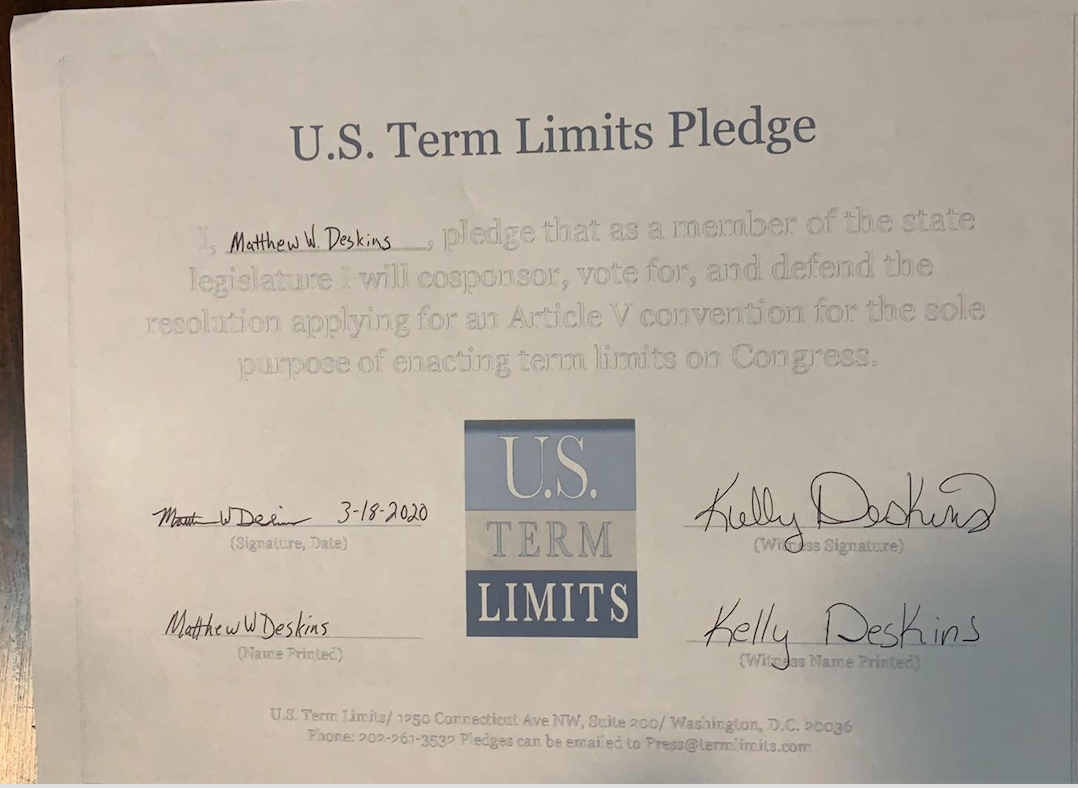 U.S. Term Limits Pledge
I, Matthew W. Deskins, pledge that as a member of the state
legislature I will cosponsor, vote for, and defend the
resolution applying for an Article V convention for the sole
purpose of enacting term limits on Congress.
U.S.
TERM
LIMITS
Matthew W Deskins 3-18-2020
(Signature, Date)
Kelly Deskins
(Witness Signature)
Matthew W Deskins
(Name Printed)
Kelly Deskins
(Witness Name Printed)
U.S. Term Limits/ 1250 Connecticut Ave NW, Suite 200/ Washington, D.C. 20036
Phone: 202-261-3532 Pledges can be emailed to Press@termlimits.com